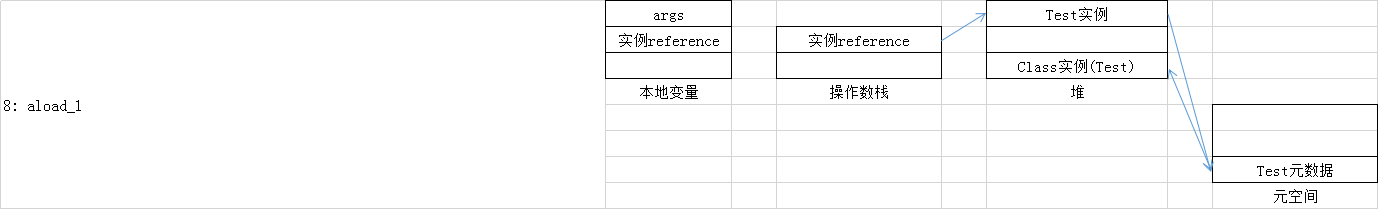 args
Test实例
实例reference
实例reference
Class实例(Test)
本地变量
操作数栈
堆
8: aload_1
Test元数据
元空间